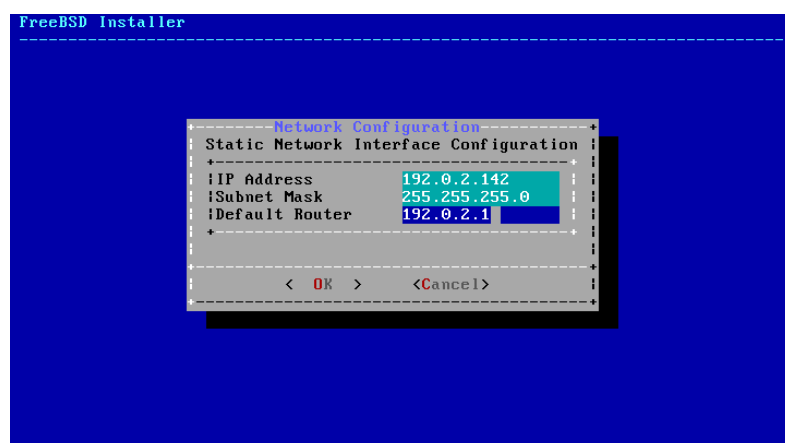 FreeBSD Installer
Network Configuration
Static Network Interface Configuration
IP Address 192.0.2.142
Subnet Mask 255.255.255.0
Default Router 192.0.2.1
< OK > <Cancel>